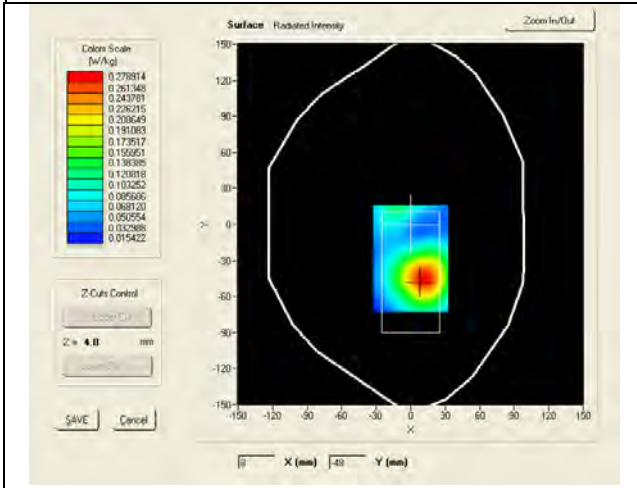 Surface Radiated Intensity
Zoom In/Out
Colors Scale
(W/kg)
0.278914
0.261348
0.243781
0.226215
0.208649
0.191083
0.173517
0.155951
0.138385
0.120818
0.103252
0.085686
0.068120
0.050554
0.032988
0.015422
150
120
90
60
30
0
-30
-60
-90
-120
-150
Y
-150 -120 -90 -60 -30 0 30 60 90 120 150
X
Z-Cuts Control
Z = 4.0 mm
SAVE Cancel
8 X (mm) -48 Y (mm)